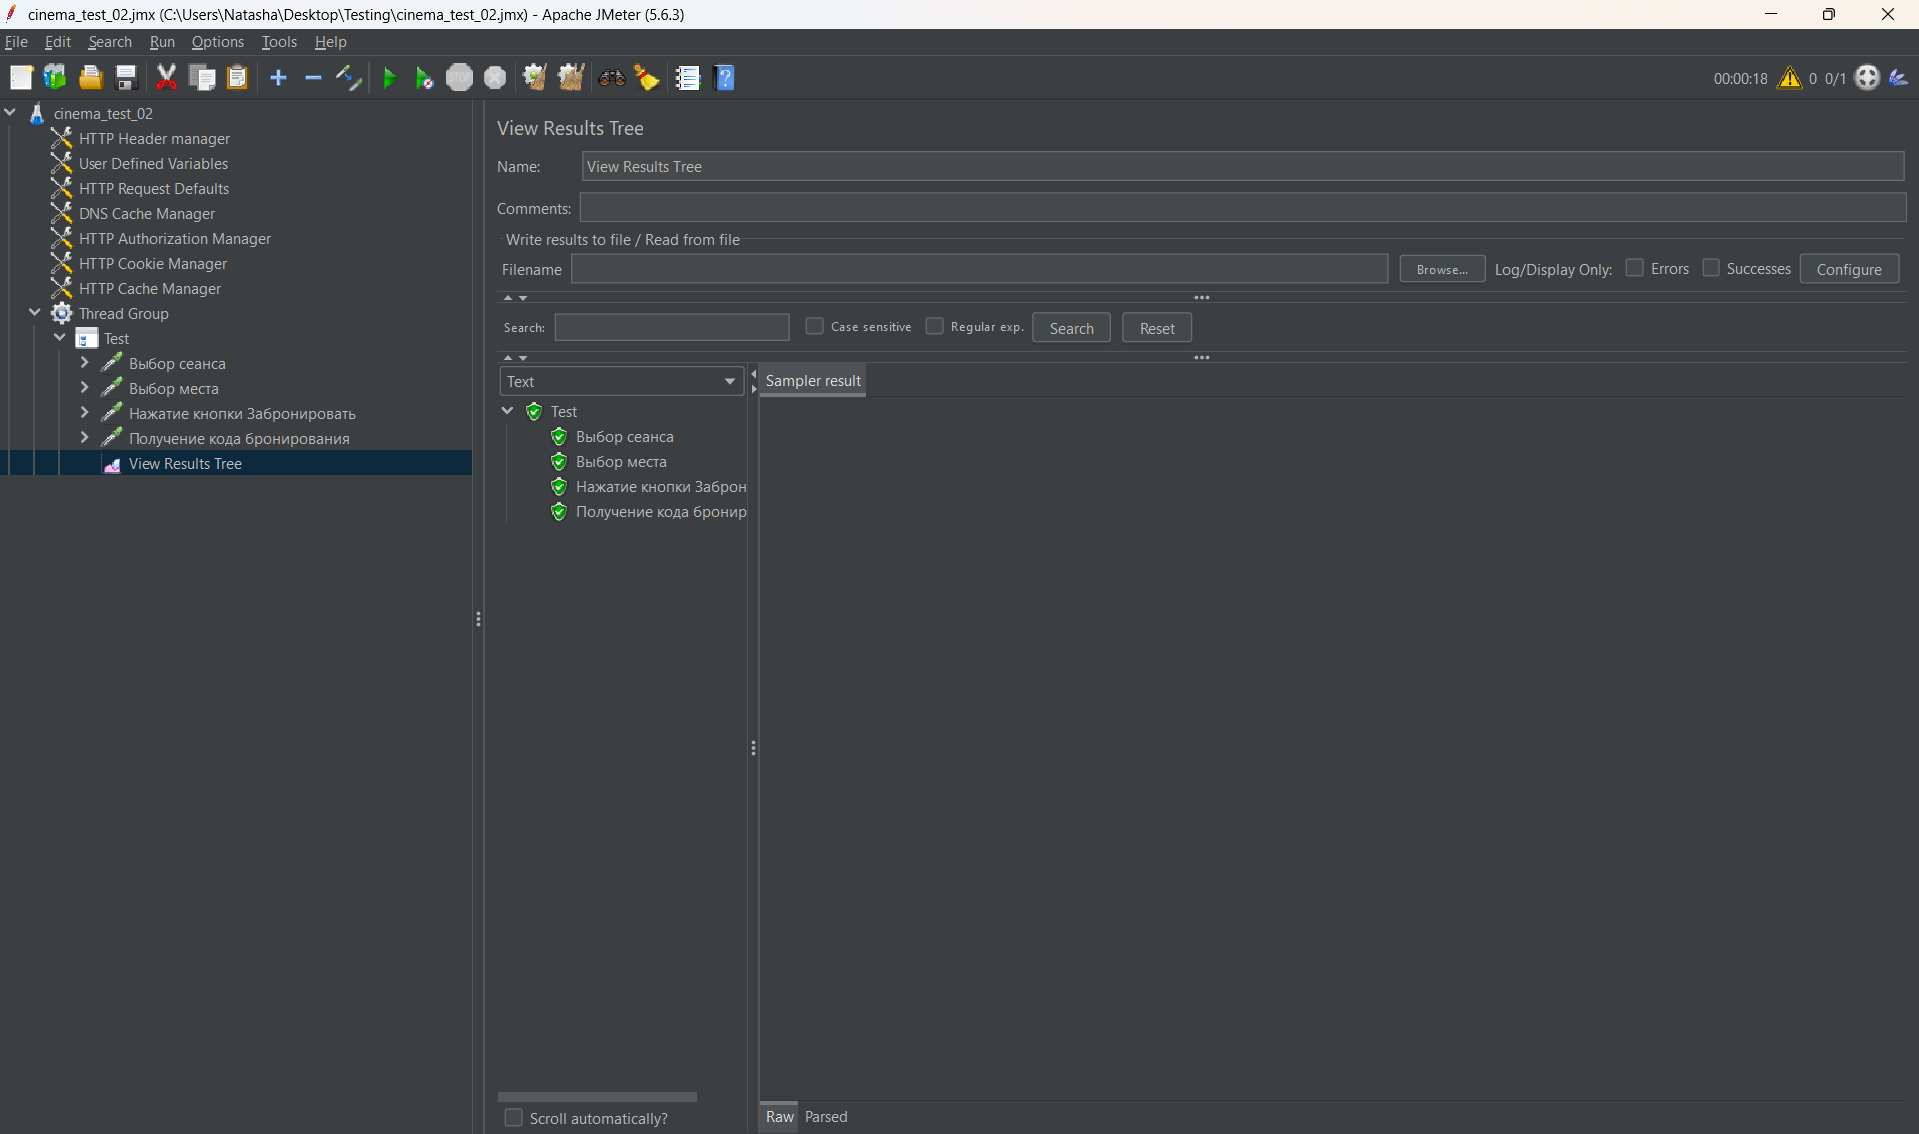 cinema_test_02.jmx (C:\Users\Natasha\Desktop\Testing\cinema_test_02.jmx) - Apache JMeter (5.6.3)
File Edit Search Run Options Tools Help
STOP
?
00:00:18 0 0/1
cinema_test_02
HTTP Header manager
User Defined Variables
HTTP Request Defaults
DNS Cache Manager
HTTP Authorization Manager
HTTP Cookie Manager
HTTP Cache Manager
Thread Group
Test
Выбор сеанса
Выбор места
Нажатие кнопки Забронировать
Получение кода бронирования
View Results Tree
View Results Tree
Name: View Results Tree
Comments:
Write results to file / Read from file
Filename Browse... Log/Display Only: Errors Successes Configure
Search: Case sensitive Regular exp. Search Reset
Text
Sampler result
Test
Выбор сеанса
Выбор места
Нажатие кнопки Заброн
Получение кода бронир
Scroll automatically?
Raw Parsed